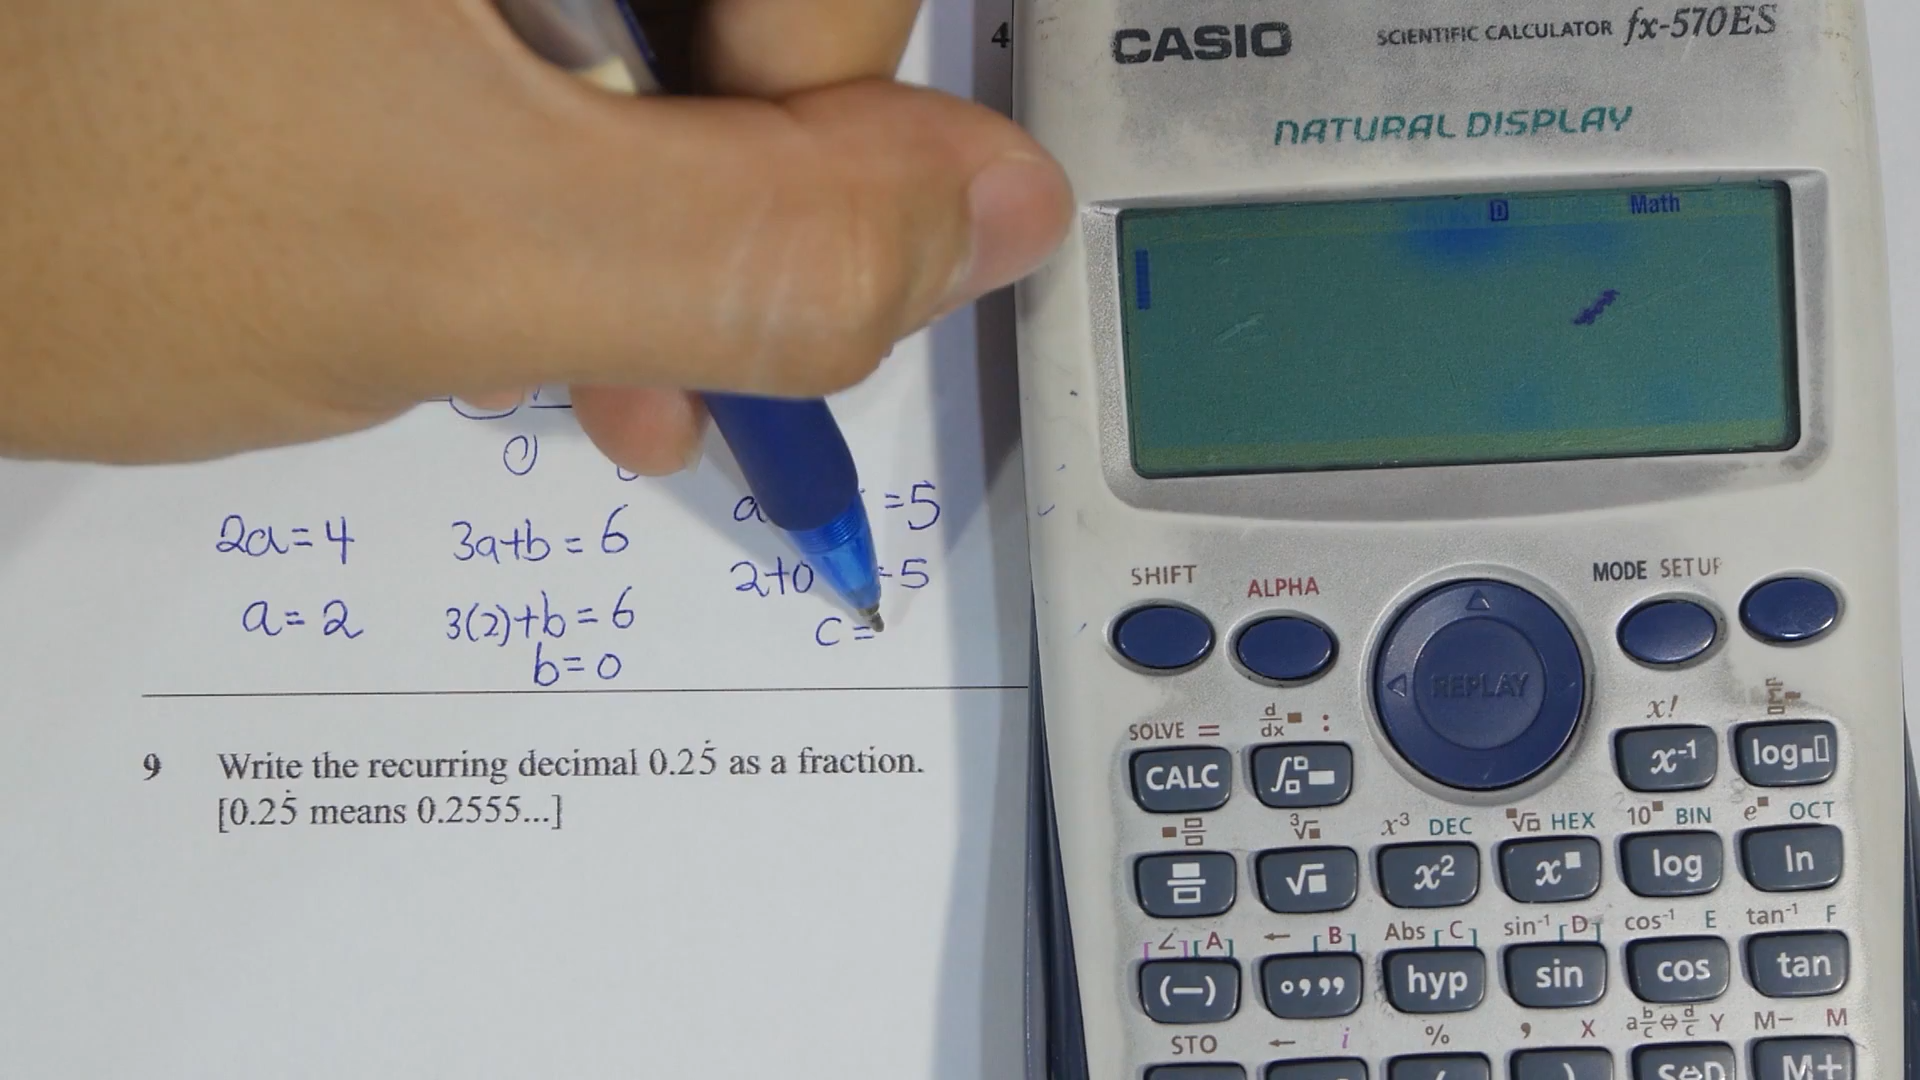 4
0
2a=4
a=2
3a+b=6
3(2)+b=6
b=0
a =5
2+0 =5
c=
9 Write the recurring decimal 0.25̇ as a fraction.
[0.25̇ means 0.2555...]
CASIO SCIENTIFIC CALCULATOR fx-570ES
NATURAL DISPLAY
D Math
SHIFT ALPHA MODE SETUP
REPLAY
SOLVE = d/dx■ : x!
CALC ∫ x⁻¹ log
³√■ x³ DEC ■√□ HEX 10■ BIN e■ OCT
√■ x² x■ log ln
∠ A ← B Abs C sin⁻¹ D cos⁻¹ E tan⁻¹ F
(−) °,,, hyp sin cos tan
STO ← i % , X a b/c⇔d/c Y M− M
( ) S⇔D M+